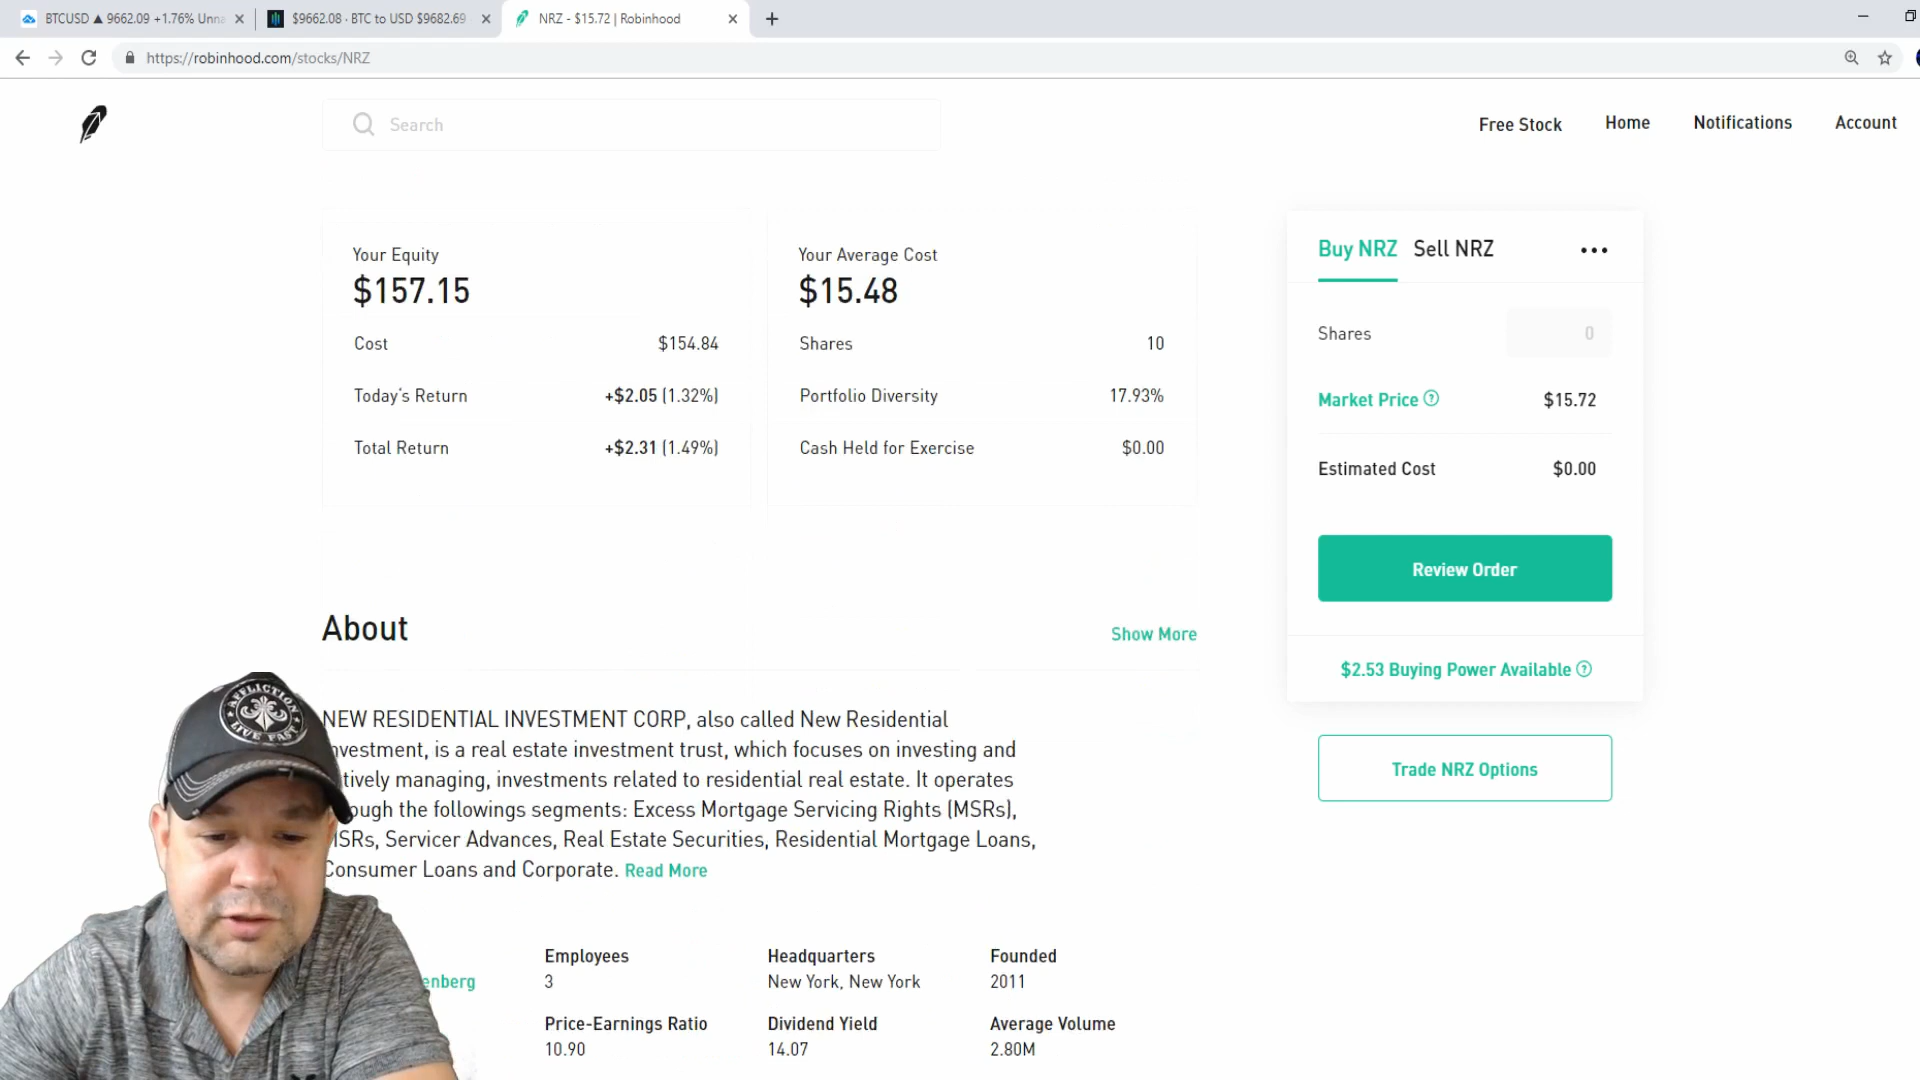 BTCUSD ▲ 9662.09 +1.76% Unna
$9662.08 · BTC to USD $9682.69
NRZ - $15.72 | Robinhood
https://robinhood.com/stocks/NRZ
Search
Free Stock
Home
Notifications
Account
Your Equity
$157.15
Cost $154.84
Today's Return +$2.05 (1.32%)
Total Return +$2.31 (1.49%)
Your Average Cost
$15.48
Shares 10
Portfolio Diversity 17.93%
Cash Held for Exercise $0.00
Buy NRZ Sell NRZ
Shares 0
Market Price $15.72
Estimated Cost $0.00
Review Order
$2.53 Buying Power Available
Trade NRZ Options
About
Show More
NEW RESIDENTIAL INVESTMENT CORP, also called New Residential
nvestment, is a real estate investment trust, which focuses on investing and
tively managing, investments related to residential real estate. It operates
ough the followings segments: Excess Mortgage Servicing Rights (MSRs),
SRs, Servicer Advances, Real Estate Securities, Residential Mortgage Loans,
Consumer Loans and Corporate. Read More
AFFLICTION
LIVE FAST
enberg
Employees
3
Headquarters
New York, New York
Founded
2011
Price-Earnings Ratio
10.90
Dividend Yield
14.07
Average Volume
2.80M